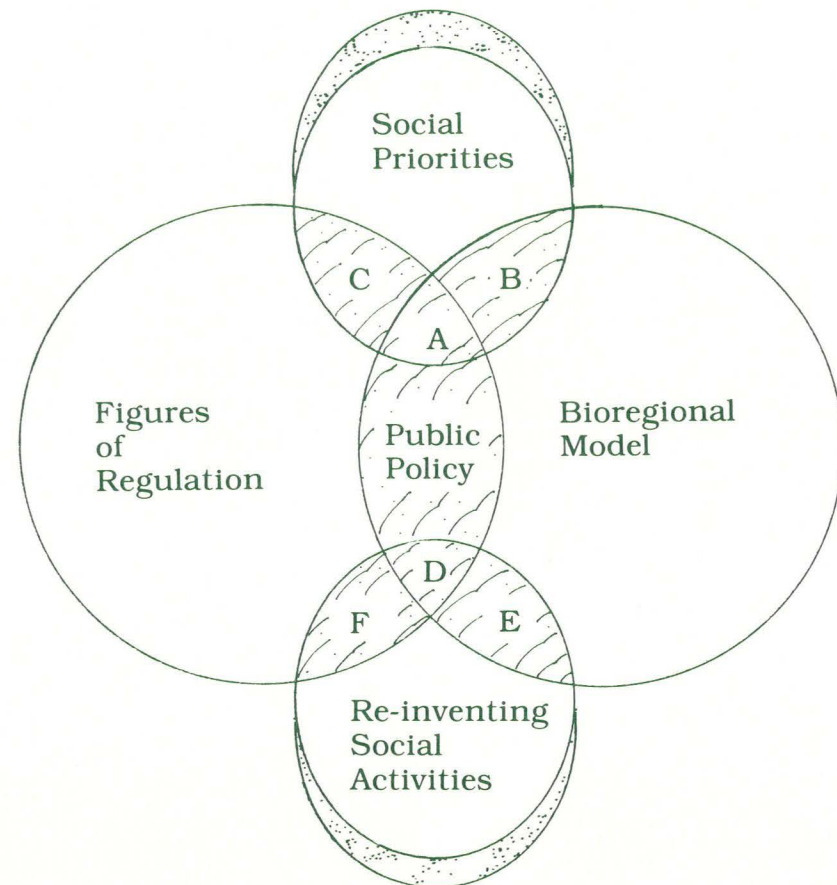 Social
Priorities
C
B
A
Figures
of
Regulation
Public
Policy
Bioregional
Model
D
F
E
Re-inventing
Social
Activities